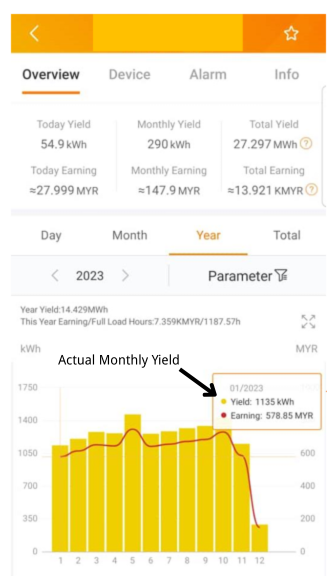 Overview Device Alarm Info
Today Yield Monthly Yield Total Yield
54.9 kWh 290 kWh 27.297 MWh ?
Today Earning Monthly Earning Total Earning
≈27.999 MYR ≈147.9 MYR ≈13.921 KMYR ?
Day Month Year Total
< 2023 > Parameter
Year Yield:14.429MWh
This Year Earning/Full Load Hours:7.359KMYR/1187.57h
kWh MYR
Actual Monthly Yield
01/2023
Yield: 1135 kWh
Earning: 578.85 MYR
1750
1400
1050 600
700 400
350 200
0 0
1 2 3 4 5 6 7 8 9 10 11 12